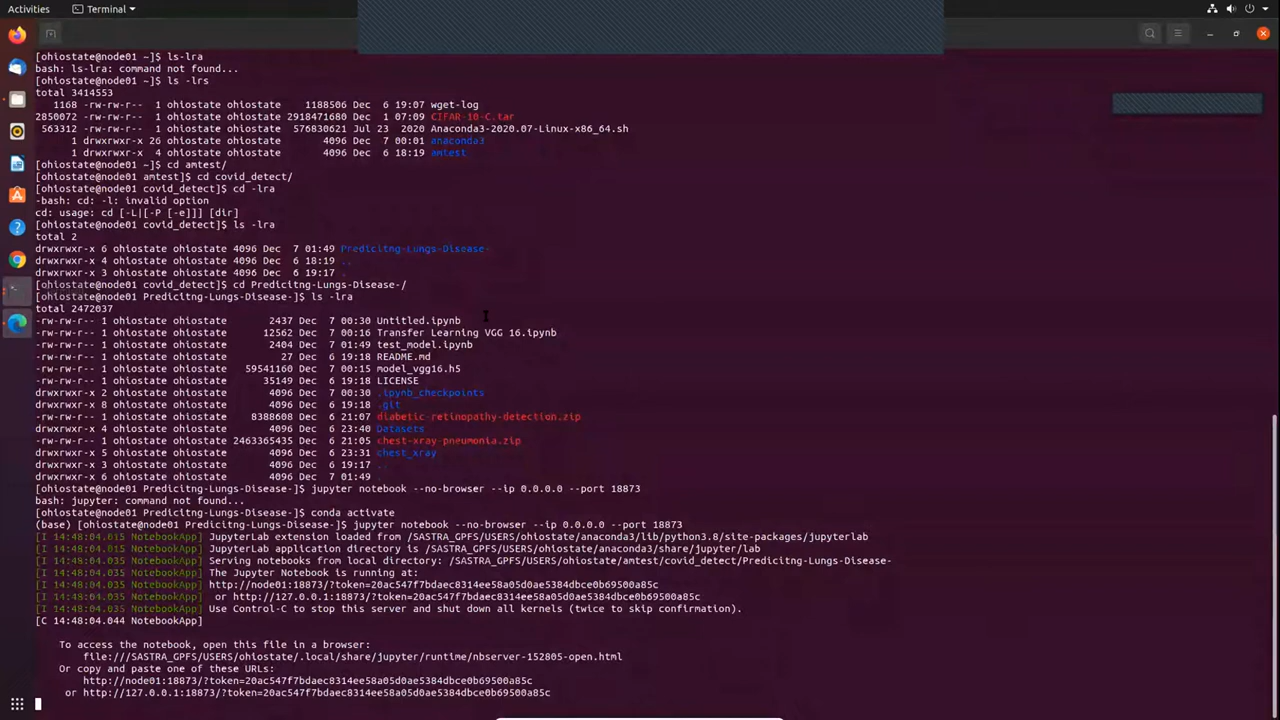 Activities
Terminal
[ohiostate@node01 ~]$ ls-lra
bash: ls-lra: command not found...
[ohiostate@node01 ~]$ ls -lrs
total 3414553
1168 -rw-rw-r-- 1 ohiostate ohiostate 1188506 Dec 6 19:07 wget-log
2850072 -rw-rw-r-- 1 ohiostate ohiostate 2918471680 Dec 1 07:09 CIFAR-10-C.tar
563312 -rw-rw-r-- 1 ohiostate ohiostate 576830621 Jul 23 2020 Anaconda3-2020.07-Linux-x86_64.sh
1 drwxrwxr-x 26 ohiostate ohiostate 4096 Dec 7 00:01 anaconda3
1 drwxrwxr-x 4 ohiostate ohiostate 4096 Dec 6 18:19 amtest
[ohiostate@node01 ~]$ cd amtest/
[ohiostate@node01 amtest]$ cd covid_detect/
[ohiostate@node01 covid_detect]$ cd -lra
-bash: cd: -l: invalid option
cd: usage: cd [-L|[-P [-e]]] [dir]
[ohiostate@node01 covid_detect]$ ls -lra
total 2
drwxrwxr-x 6 ohiostate ohiostate 4096 Dec 7 01:49 Predicitng-Lungs-Disease-
drwxrwxr-x 4 ohiostate ohiostate 4096 Dec 6 18:19 ..
drwxrwxr-x 3 ohiostate ohiostate 4096 Dec 6 19:17 .
[ohiostate@node01 covid_detect]$ cd Predicitng-Lungs-Disease-/
[ohiostate@node01 Predicitng-Lungs-Disease-]$ ls -lra
total 2472037
-rw-rw-r-- 1 ohiostate ohiostate 2437 Dec 7 00:30 Untitled.ipynb
-rw-rw-r-- 1 ohiostate ohiostate 12562 Dec 7 00:16 Transfer Learning VGG 16.ipynb
-rw-rw-r-- 1 ohiostate ohiostate 2404 Dec 7 01:49 test_model.ipynb
-rw-rw-r-- 1 ohiostate ohiostate 27 Dec 6 19:18 README.md
-rw-rw-r-- 1 ohiostate ohiostate 59541160 Dec 7 00:15 model_vgg16.h5
-rw-rw-r-- 1 ohiostate ohiostate 35149 Dec 6 19:18 LICENSE
drwxrwxr-x 2 ohiostate ohiostate 4096 Dec 7 00:30 .ipynb_checkpoints
drwxrwxr-x 8 ohiostate ohiostate 4096 Dec 6 19:18 .git
-rw-rw-r-- 1 ohiostate ohiostate 8388608 Dec 6 21:07 diabetic-retinopathy-detection.zip
drwxrwxr-x 4 ohiostate ohiostate 4096 Dec 6 23:40 Datasets
-rw-rw-r-- 1 ohiostate ohiostate 2463365435 Dec 6 21:05 chest-xray-pneumonia.zip
drwxrwxr-x 5 ohiostate ohiostate 4096 Dec 6 23:31 chest_xray
drwxrwxr-x 3 ohiostate ohiostate 4096 Dec 6 19:17 ..
drwxrwxr-x 6 ohiostate ohiostate 4096 Dec 7 01:49 .
[ohiostate@node01 Predicitng-Lungs-Disease-]$ jupyter notebook --no-browser --ip 0.0.0.0 --port 18873
bash: jupyter: command not found...
[ohiostate@node01 Predicitng-Lungs-Disease-]$ conda activate
(base) [ohiostate@node01 Predicitng-Lungs-Disease-]$ jupyter notebook --no-browser --ip 0.0.0.0 --port 18873
[I 14:48:04.015 NotebookApp] JupyterLab extension loaded from /SASTRA_GPFS/USERS/ohiostate/anaconda3/lib/python3.8/site-packages/jupyterlab
[I 14:48:04.015 NotebookApp] JupyterLab application directory is /SASTRA_GPFS/USERS/ohiostate/anaconda3/share/jupyter/lab
[I 14:48:04.035 NotebookApp] Serving notebooks from local directory: /SASTRA_GPFS/USERS/ohiostate/amtest/covid_detect/Predicitng-Lungs-Disease-
[I 14:48:04.035 NotebookApp] The Jupyter Notebook is running at:
[I 14:48:04.035 NotebookApp] http://node01:18873/?token=20ac547f7bdaec8314ee58a05d0ae5384dbce0b69500a85c
[I 14:48:04.035 NotebookApp] or http://127.0.0.1:18873/?token=20ac547f7bdaec8314ee58a05d0ae5384dbce0b69500a85c
[I 14:48:04.035 NotebookApp] Use Control-C to stop this server and shut down all kernels (twice to skip confirmation).
[C 14:48:04.044 NotebookApp]
To access the notebook, open this file in a browser:
file:///SASTRA_GPFS/USERS/ohiostate/.local/share/jupyter/runtime/nbserver-152805-open.html
Or copy and paste one of these URLs:
http://node01:18873/?token=20ac547f7bdaec8314ee58a05d0ae5384dbce0b69500a85c
or http://127.0.0.1:18873/?token=20ac547f7bdaec8314ee58a05d0ae5384dbce0b69500a85c